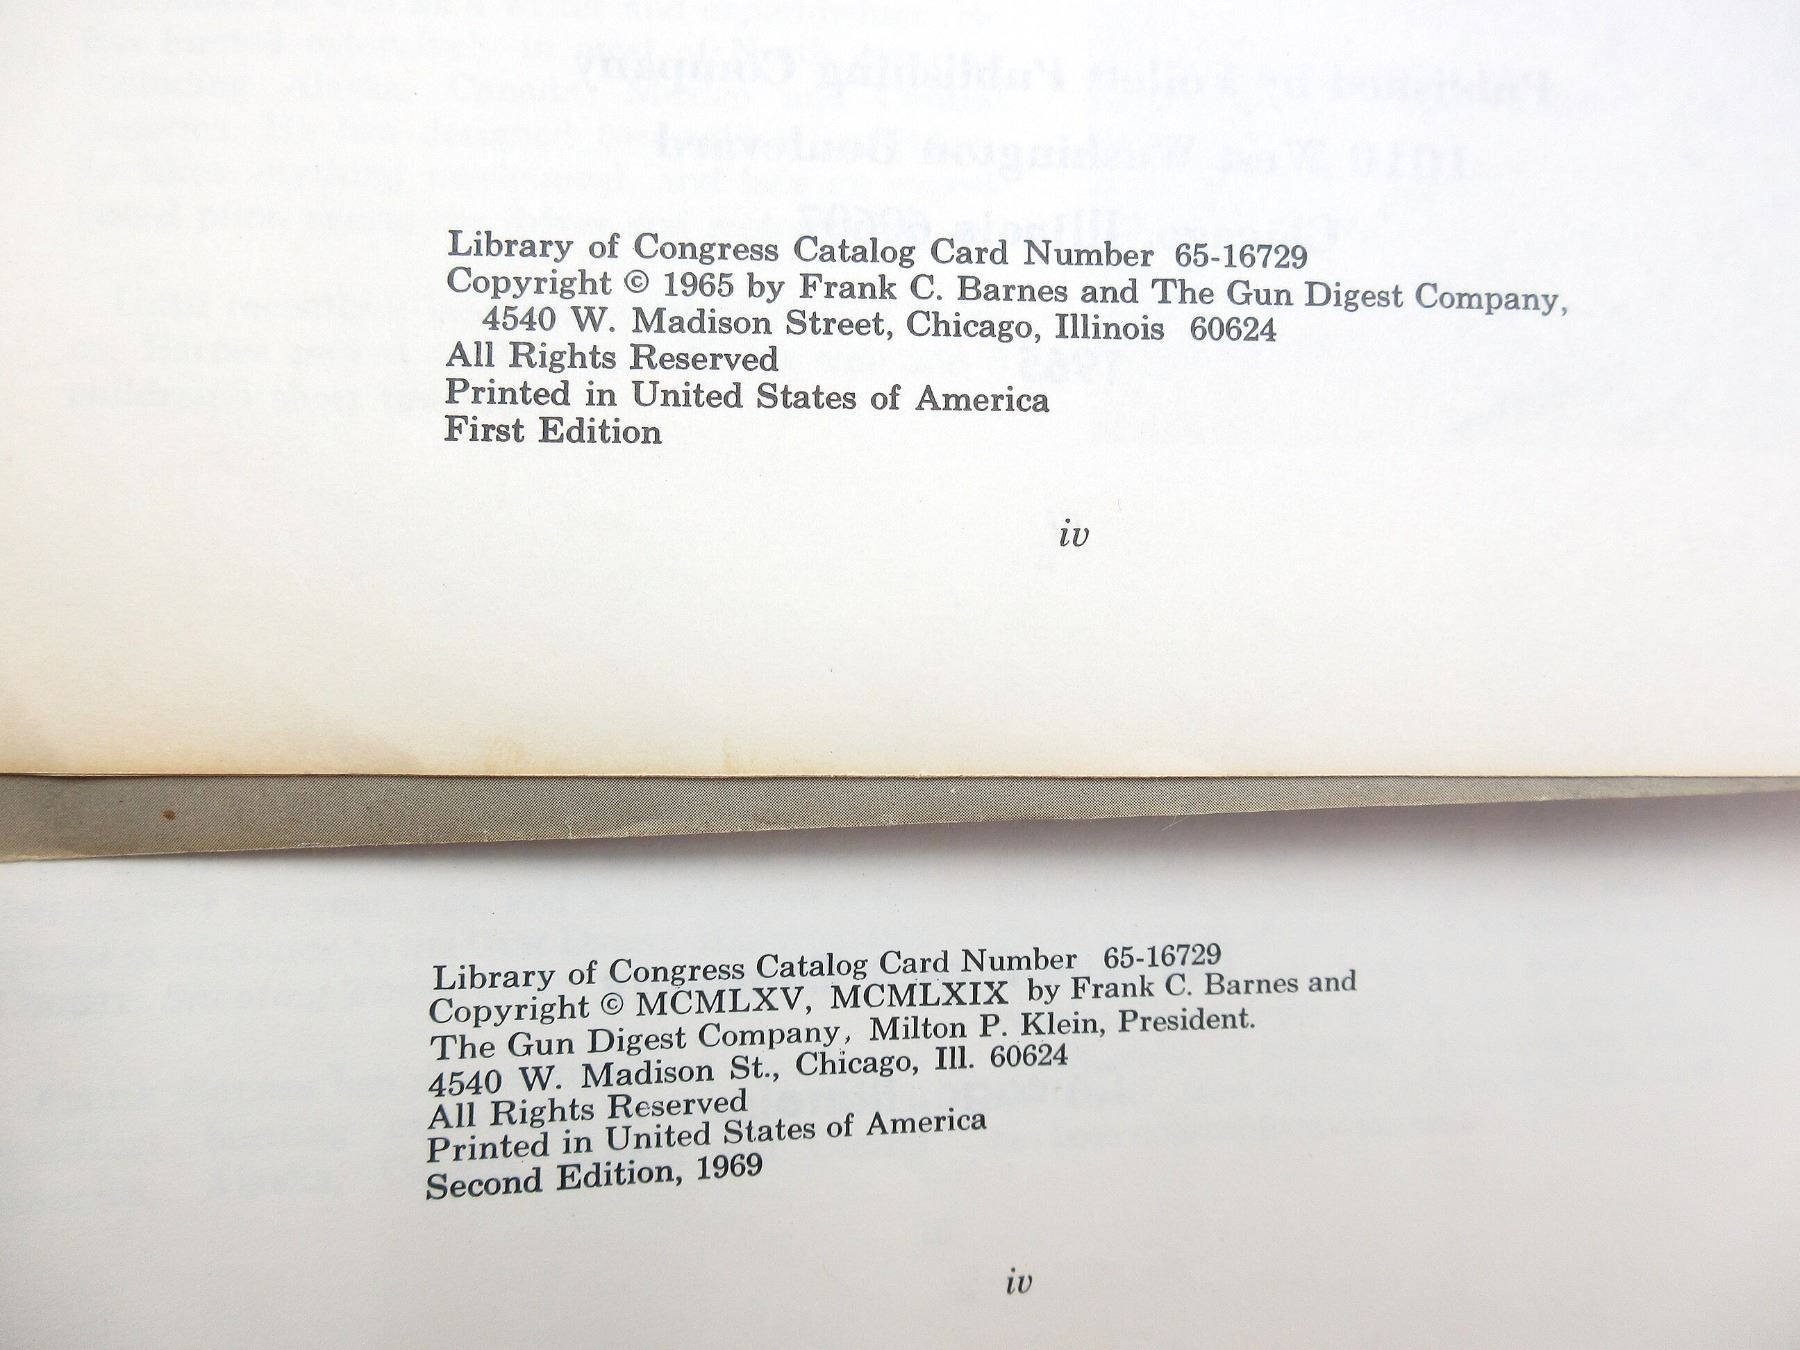 Library of Congress Catalog Card Number 65-16729
Copyright © 1965 by Frank C. Barnes and The Gun Digest Company,
4540 W. Madison Street, Chicago, Illinois 60624
All Rights Reserved
Printed in United States of America
First Edition
iv
Library of Congress Catalog Card Number 65-16729
Copyright © MCMLXV, MCMLXIX by Frank C. Barnes and
The Gun Digest Company, Milton P. Klein, President.
4540 W. Madison St., Chicago, Ill. 60624
All Rights Reserved
Printed in United States of America
Second Edition, 1969
iv